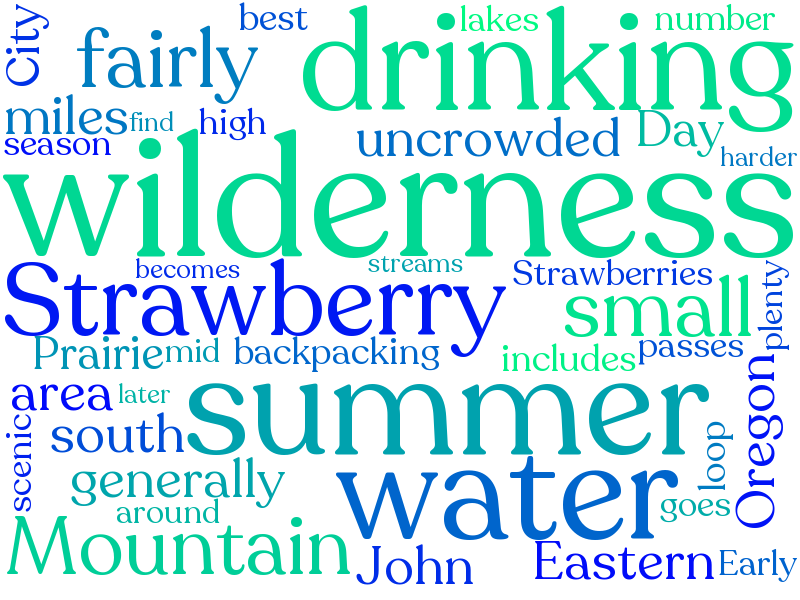 City
best
lakes
number
fairly
drinking
miles
find
high
season
uncrowded
Day
harder
wilderness
becomes
streams
Strawberry
Strawberries
plenty
small
Prairie
mid
backpacking
includes
passes
area
later
summer
Oregon
scenic
south
loop
generally
water
goes
around
Mountain
John
Eastern
Early